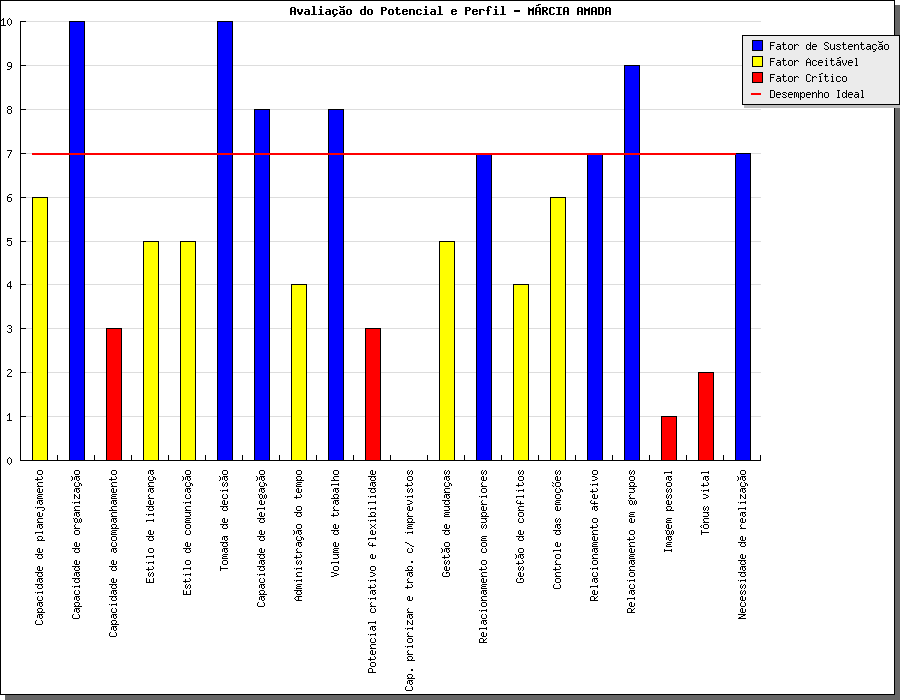 Avaliação do Potencial e Perfil - MÁRCIA AMADA
Fator de Sustentação
Fator Aceitável
Fator Crítico
Desempenho Ideal
10
9
8
7
6
5
4
3
2
1
0
Capacidade de planejamento
Capacidade de organização
Capacidade de acompanhamento
Estilo de liderança
Estilo de comunicação
Tomada de decisão
Capacidade de delegação
Administração do tempo
Volume de trabalho
Potencial criativo e flexibilidade
Cap. priorizar e trab. c/ imprevistos
Gestão de mudanças
Relacionamento com superiores
Gestão de conflitos
Controle das emoções
Relacionamento afetivo
Relacionamento em grupos
Imagem pessoal
Tônus vital
Necessidade de realização